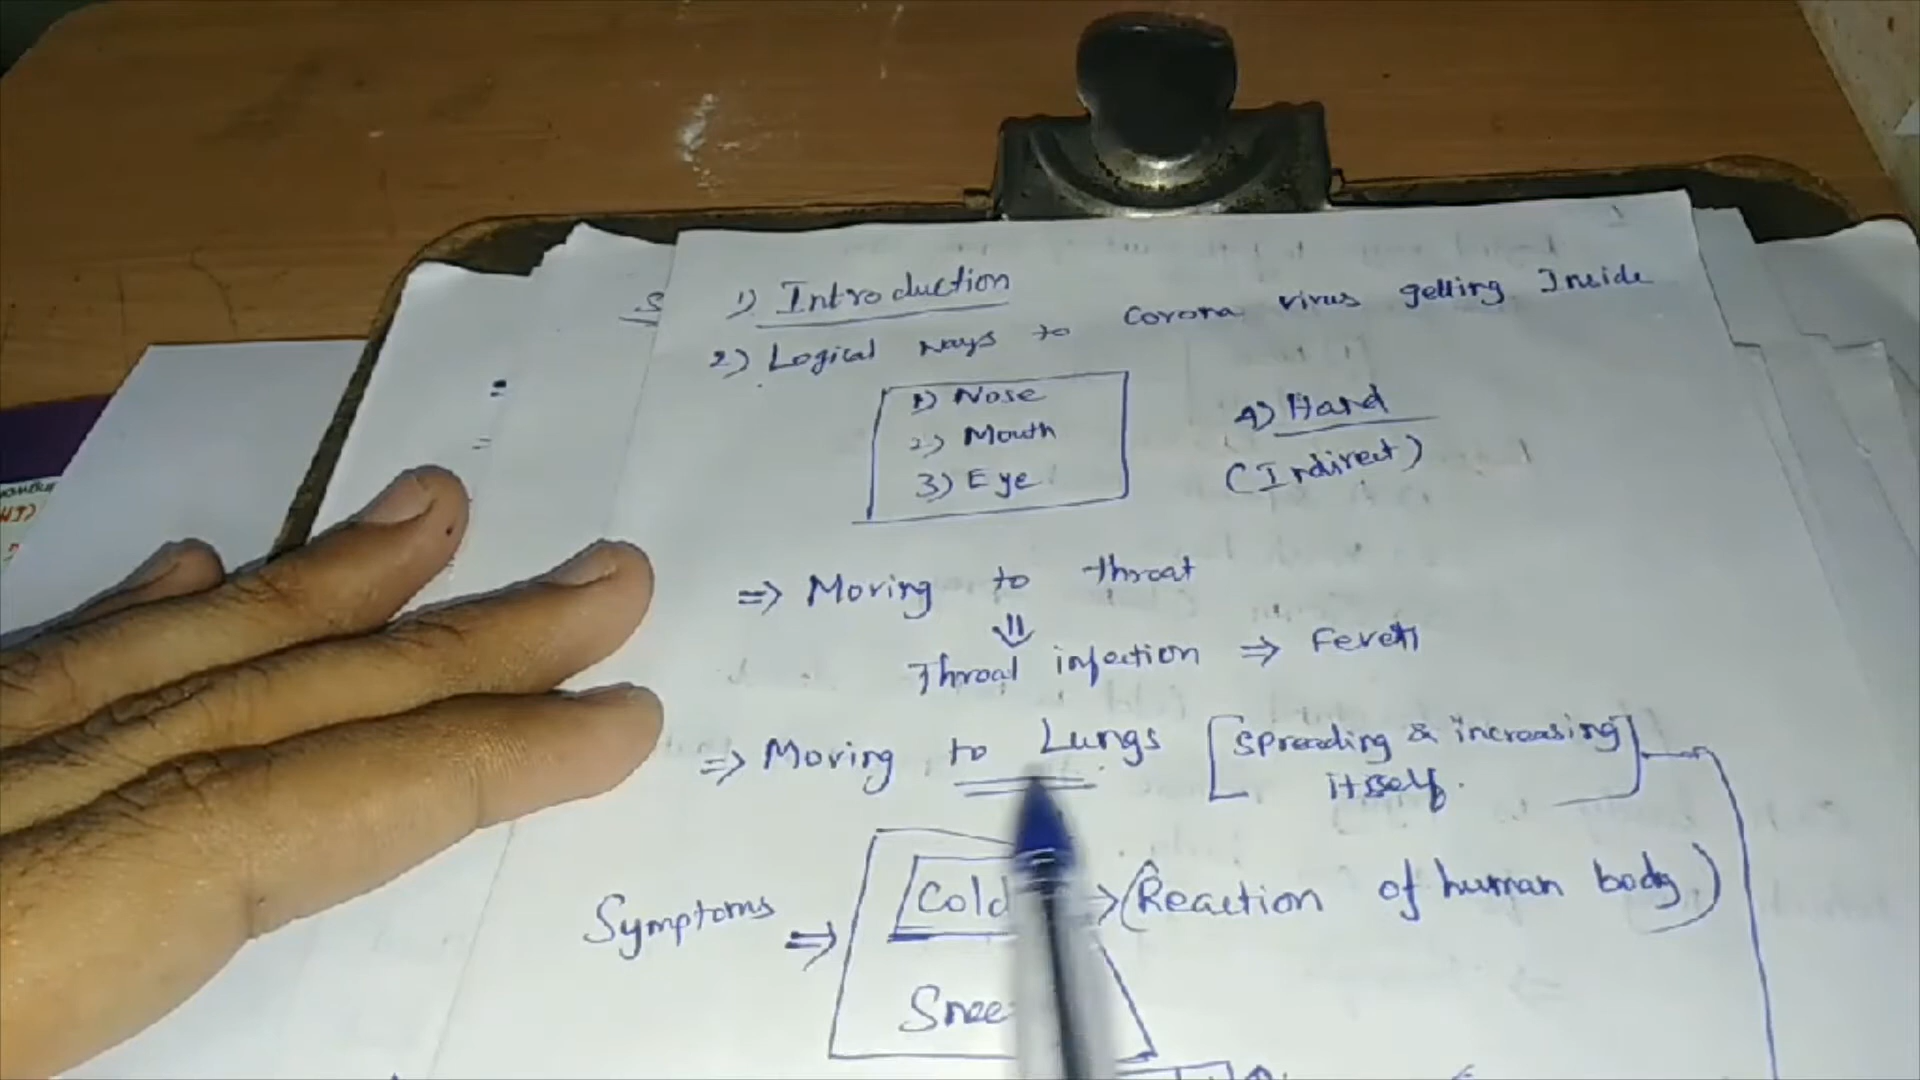 1) Introduction
2) Logical ways to corona virus getting Inside
1) Nose
2) Mouth
3) Eye
4) Hand
(Indirect)
=> Moving to throat
⇓
Throat infection => Fever
=> Moving to Lungs [Spreading & increasing
itsself.]
Symptoms => Cold => (Reaction of human body)
Snee